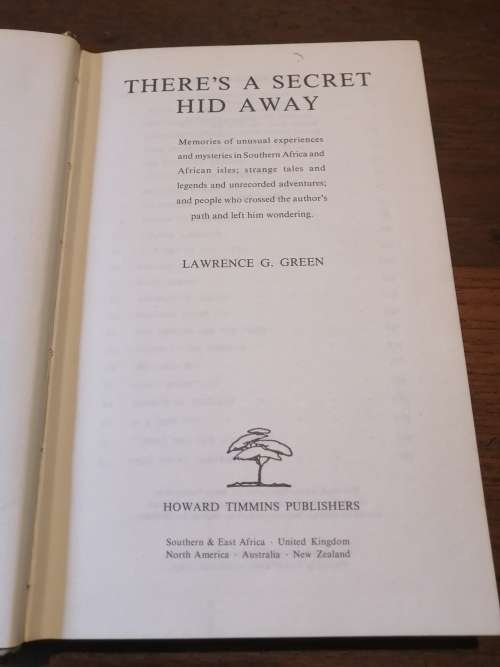 THERE'S A SECRET
HID AWAY
Memories of unusual experiences
and mysteries in Southern Africa and
African isles; strange tales and
legends and unrecorded adventures;
and people who crossed the author's
path and left him wondering.
LAWRENCE G. GREEN
HOWARD TIMMINS PUBLISHERS
Southern & East Africa · United Kingdom
North America · Australia · New Zealand